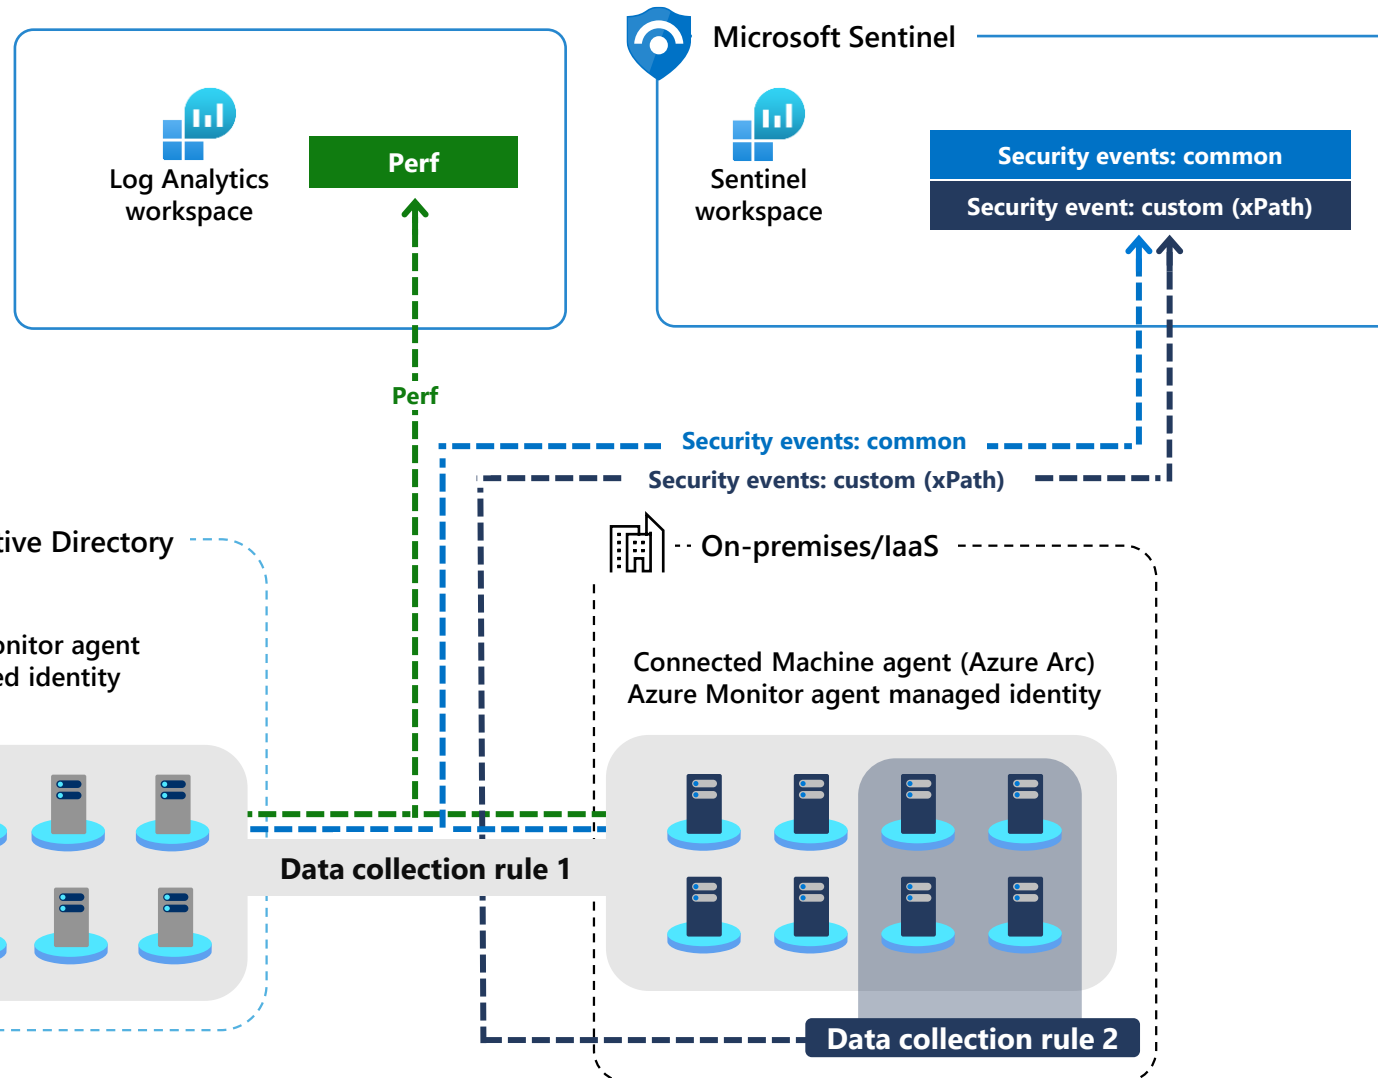 Microsoft Sentinel
Log Analytics
workspace
Perf
Sentinel
workspace
Security events: common
Security event: custom (xPath)
Perf
Security events: common
Security events: custom (xPath)
tive Directory
On-premises/IaaS
onitor agent
ed identity
Connected Machine agent (Azure Arc)
Azure Monitor agent managed identity
Data collection rule 1
Data collection rule 2